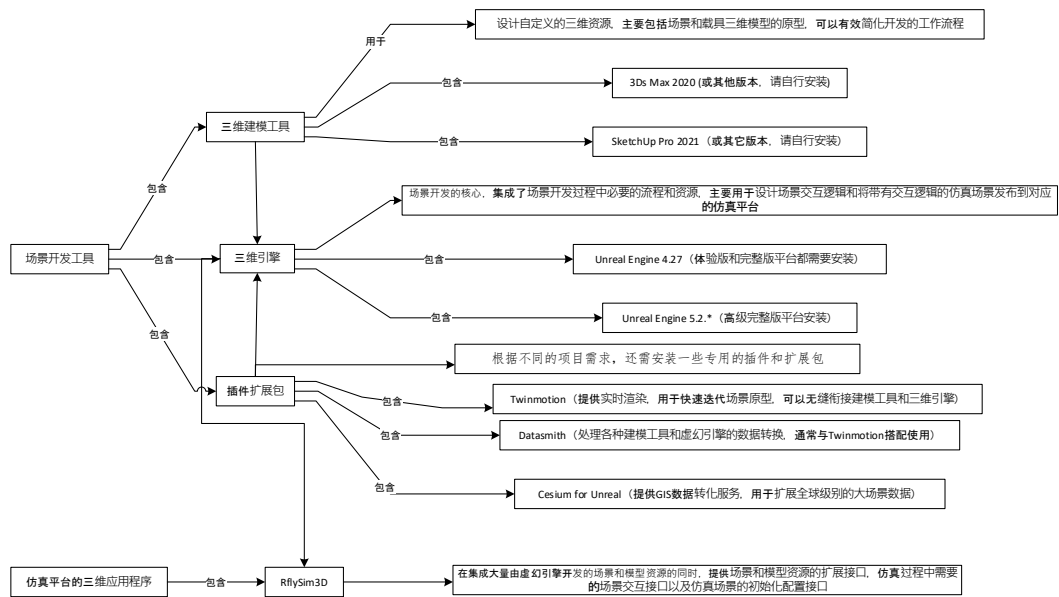 设计自定义的三维资源，主要包括场景和载具三维模型的原型，可以有效简化开发的工作流程
用于
包含
3Ds Max 2020 (或其他版本，请自行安装)
三维建模工具
包含
SketchUp Pro 2021（或其它版本，请自行安装）
包含
场景开发的核心，集成了场景开发过程中必要的流程和资源，主要用于设计场景交互逻辑和将带有交互逻辑的仿真场景发布到对应
的仿真平台
场景开发工具
包含
三维引擎
包含
Unreal Engine 4.27（体验版和完整版平台都需要安装）
包含
Unreal Engine 5.2.*（高级完整版平台安装）
包含
根据不同的项目需求，还需安装一些专用的插件和扩展包
插件扩展包
包含
Twinmotion（提供实时渲染，用于快速迭代场景原型，可以无缝衔接建模工具和三维引擎）
包含
Datasmith（处理各种建模工具和虚幻引擎的数据转换，通常与Twinmotion搭配使用）
包含
Cesium for Unreal（提供GIS数据转化服务，用于扩展全球级别的大场景数据）
仿真平台的三维应用程序
包含
RflySim3D
在集成大量由虚幻引擎开发的场景和模型资源的同时，提供场景和模型资源的扩展接口，仿真过程中需要
的场景交互接口以及仿真场景的初始化配置接口